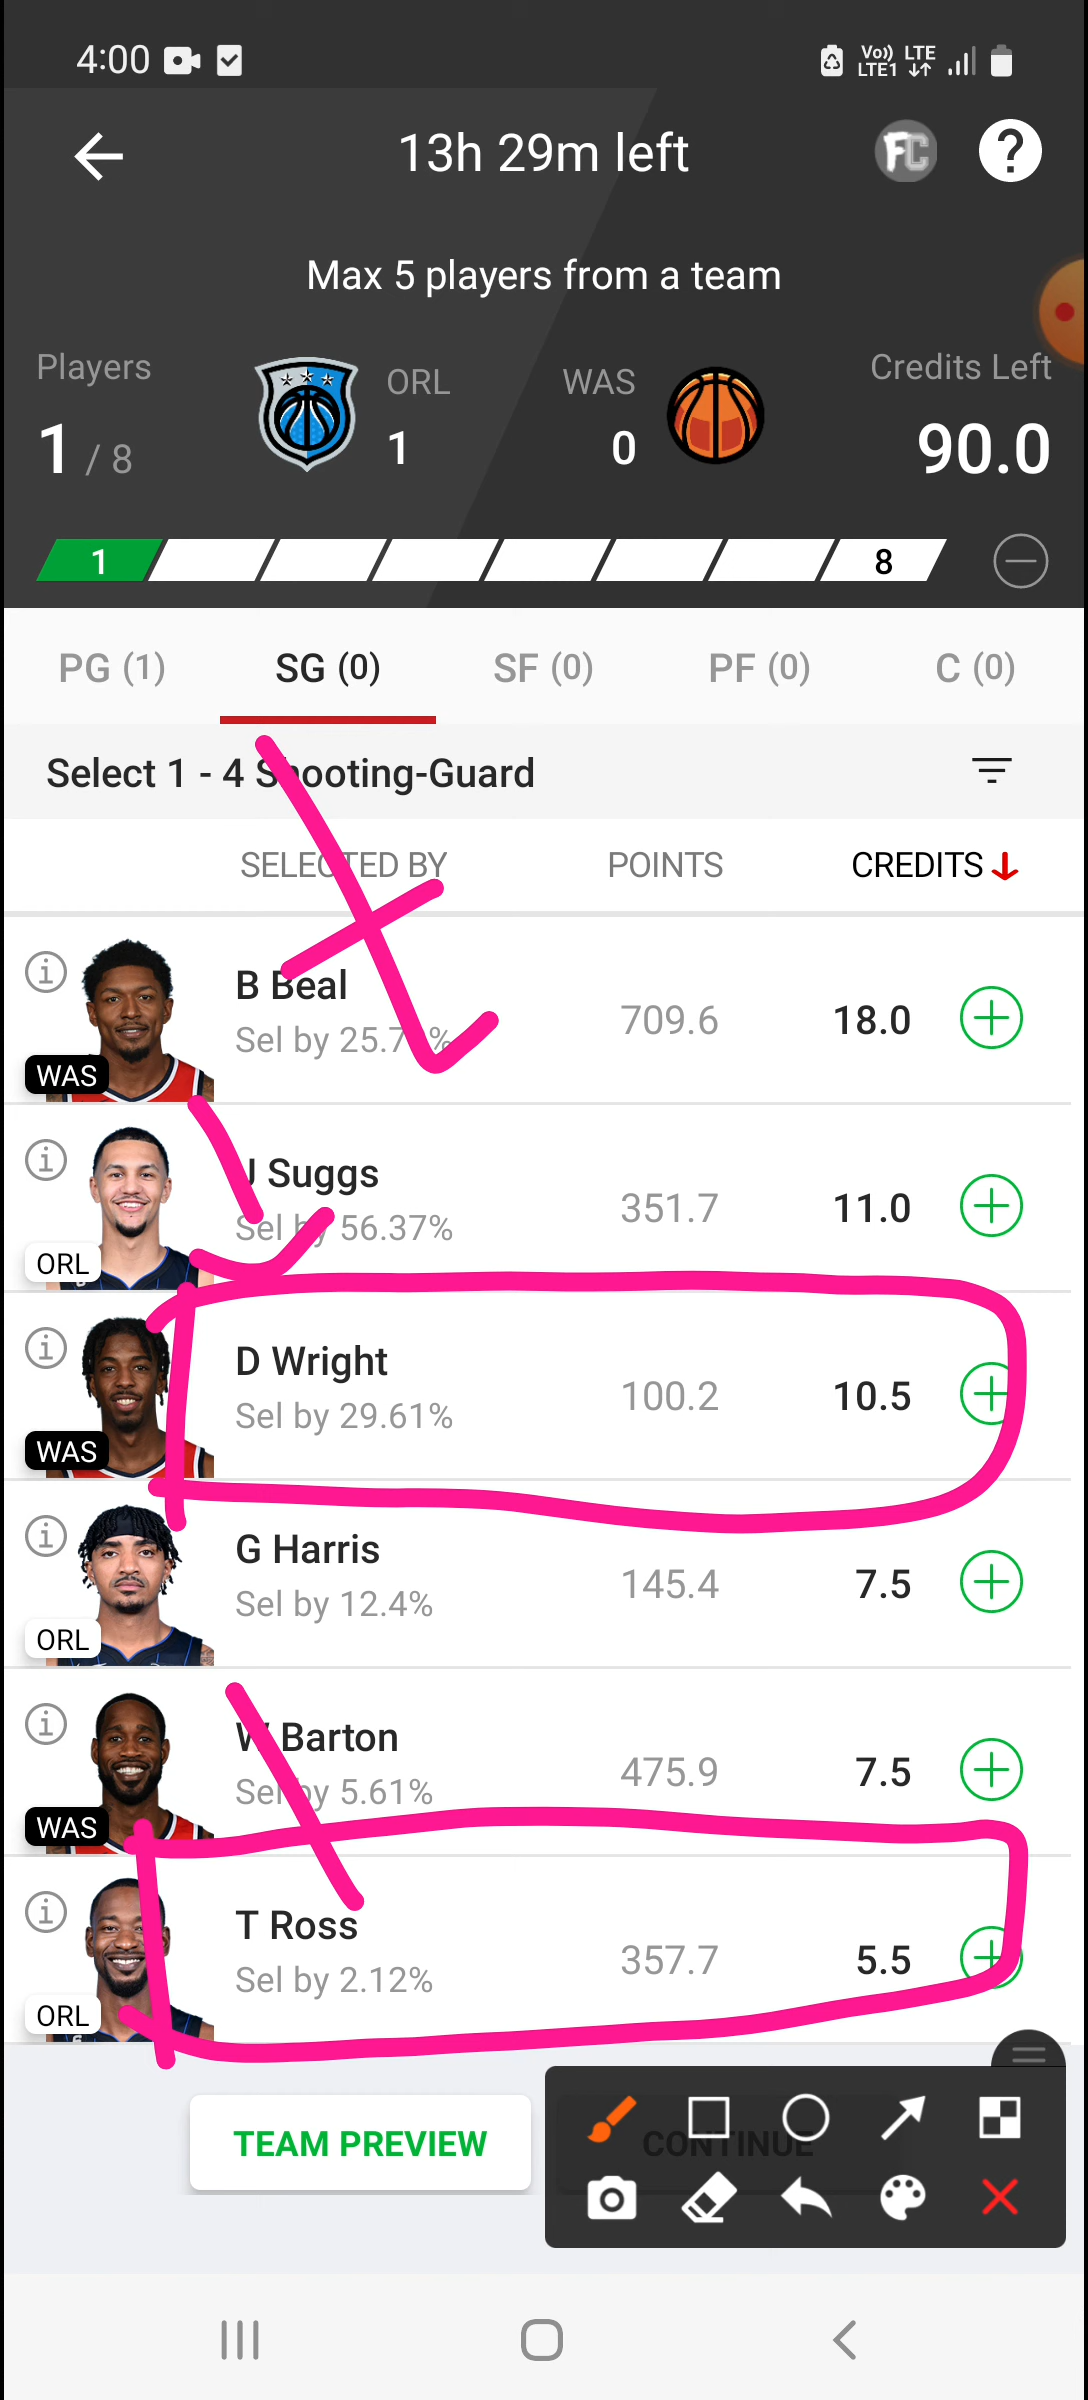 4:00
Vo)) LTE
LTE1
13h 29m left
FC
?
Max 5 players from a team
Players
ORL
WAS
Credits Left
1 / 8
1
0
90.0
1
8
PG (1)
SG (0)
SF (0)
PF (0)
C (0)
Select 1 - 4 Shooting-Guard
SELECTED BY
POINTS
CREDITS
B Beal
Sel by 25.7 %
709.6
18.0
WAS
J Suggs
Sel by 56.37%
351.7
11.0
ORL
D Wright
Sel by 29.61%
100.2
10.5
WAS
G Harris
Sel by 12.4%
145.4
7.5
ORL
W Barton
Sel by 5.61%
475.9
7.5
WAS
T Ross
Sel by 2.12%
357.7
5.5
ORL
TEAM PREVIEW
CONTINUE